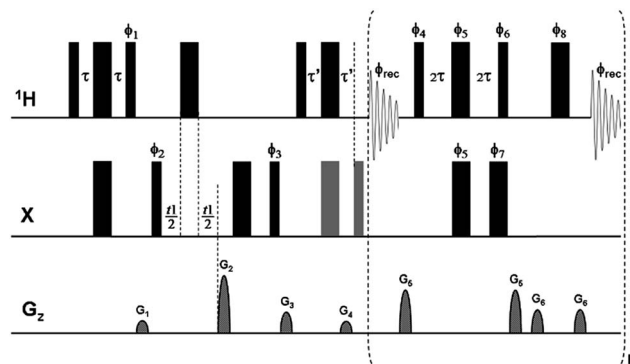 ϕ1
ϕ4 ϕ5 ϕ6 ϕ8
τ τ τ' τ' ϕrec 2τ 2τ ϕrec
¹H
ϕ2 ϕ3 ϕ5 ϕ7
t1/2 t1/2
X
G1 G2 G3 G4 G5 G5 G6 G6
Gz